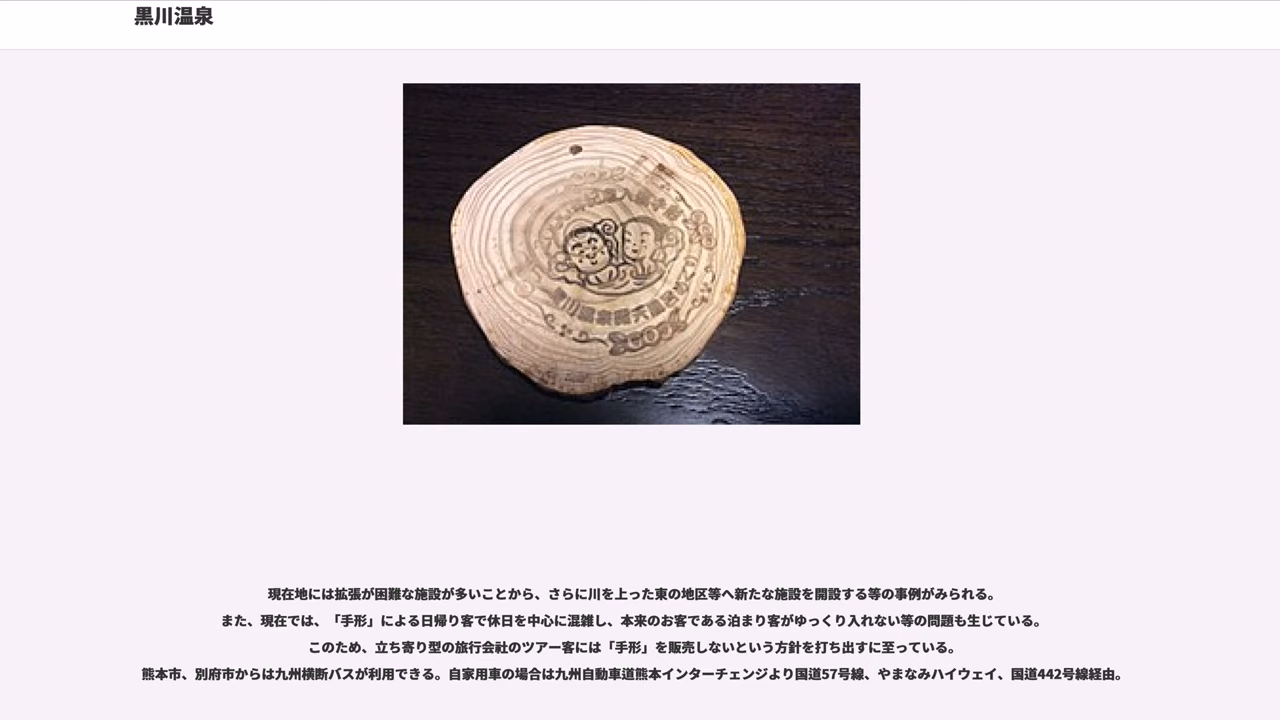 黒川温泉
現在地には拡張が困難な施設が多いことから、さらに川を上った東の地区等へ新たな施設を開設する等の事例がみられる。
また、現在では、「手形」による日帰り客で休日を中心に混雑し、本来のお客である泊まり客がゆっくり入れない等の問題も生じている。
このため、立ち寄り型の旅行会社のツアー客には「手形」を販売しないという方針を打ち出すに至っている。
熊本市、別府市からは九州横断バスが利用できる。自家用車の場合は九州自動車道熊本インターチェンジより国道57号線、やまなみハイウェイ、国道442号線経由。